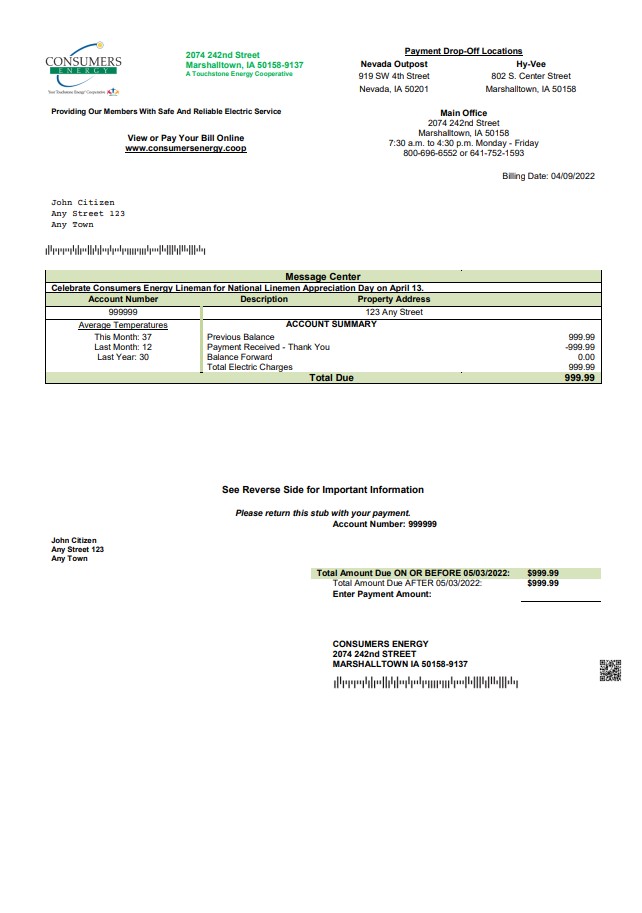 CONSUMERS
ENERGY
Your Touchstone Energy® Cooperative
2074 242nd Street
Marshalltown, IA 50158-9137
A Touchstone Energy Cooperative
Payment Drop-Off Locations
Nevada Outpost Hy-Vee
919 SW 4th Street 802 S. Center Street
Nevada, IA 50201 Marshalltown, IA 50158
Providing Our Members With Safe And Reliable Electric Service
View or Pay Your Bill Online
www.consumersenergy.coop
Main Office
2074 242nd Street
Marshalltown, IA 50158
7:30 a.m. to 4:30 p.m. Monday - Friday
800-696-6552 or 641-752-1593
Billing Date: 04/09/2022
John Citizen
Any Street 123
Any Town
Message Center
Celebrate Consumers Energy Lineman for National Linemen Appreciation Day on April 13.
Account Number Description Property Address
999999 123 Any Street
Average Temperatures ACCOUNT SUMMARY
This Month: 37 Previous Balance 999.99
Last Month: 12 Payment Received - Thank You -999.99
Last Year: 30 Balance Forward 0.00
Total Electric Charges 999.99
Total Due 999.99
See Reverse Side for Important Information
Please return this stub with your payment.
Account Number: 999999
John Citizen
Any Street 123
Any Town
Total Amount Due ON OR BEFORE 05/03/2022: $999.99
Total Amount Due AFTER 05/03/2022: $999.99
Enter Payment Amount:
CONSUMERS ENERGY
2074 242nd STREET
MARSHALLTOWN IA 50158-9137